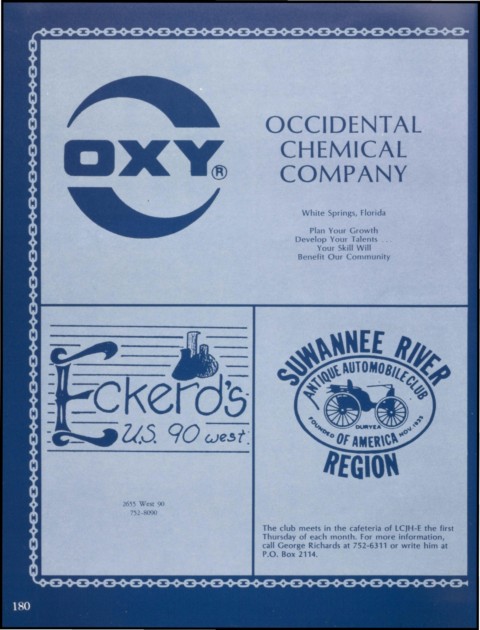 OXY®
OCCIDENTAL
CHEMICAL
COMPANY
White Springs, Florida
Plan Your Growth
Develop Your Talents . . .
Your Skill Will
Benefit Our Community
Eckerd's
U.S. 90 west.
2655 West 90
752-8090
SUWANNEE RIVER
ANTIQUE AUTOMOBILE CLUB
DURYEA
FOUNDED NOV. 1935
OF AMERICA
REGION
The club meets in the cafeteria of LCJH-E the first
Thursday of each month. For more information,
call George Richards at 752-6311 or write him at
P.O. Box 2114.
180